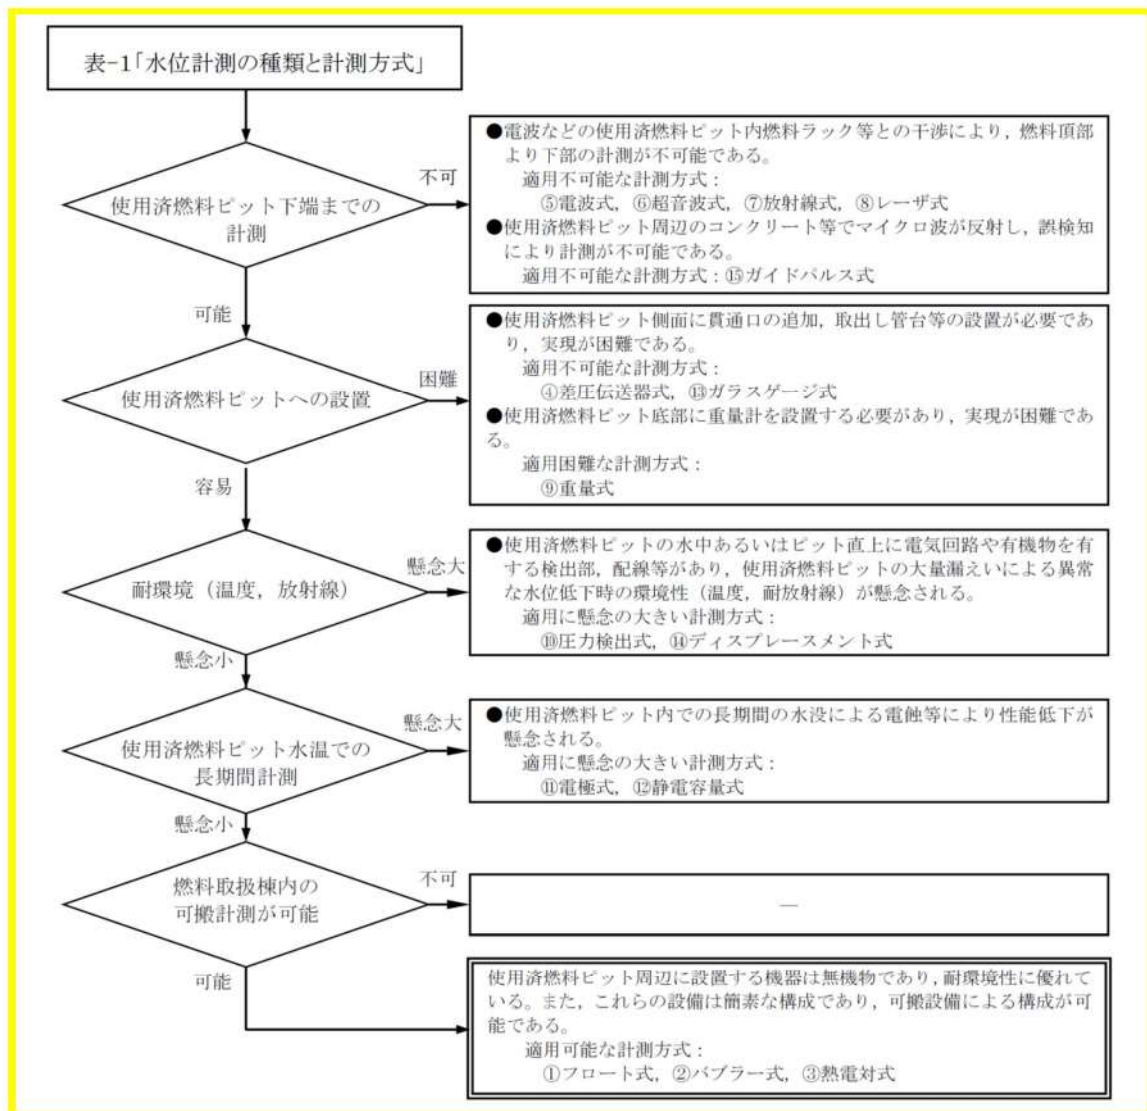 表-1「水位計測の種類と計測方式」
使用済燃料ピット下端までの
計測
不可
●電波などの使用済燃料ピット内燃料ラック等との干渉により，燃料頂部
より下部の計測が不可能である。
適用不可能な計測方式：
⑤電波式，⑥超音波式，⑦放射線式，⑧レーザ式
●使用済燃料ピット周辺のコンクリート等でマイクロ波が反射し，誤検知
により計測が不可能である。
適用不可能な計測方式：⑮ガイドパルス式
可能
使用済燃料ピットへの設置
困難
●使用済燃料ピット側面に貫通口の追加，取出し管台等の設置が必要であ
り，実現が困難である。
適用不可能な計測方式：
④差圧伝送器式，⑬ガラスゲージ式
●使用済燃料ピット底部に重量計を設置する必要があり，実現が困難であ
る。
適用困難な計測方式：
⑨重量式
容易
耐環境（温度，放射線）
懸念大
●使用済燃料ピットの水中あるいはピット直上に電気回路や有機物を有
する検出部，配線等があり，使用済燃料ピットの大量漏えいによる異常
な水位低下時の環境性（温度，耐放射線）が懸念される。
適用に懸念の大きい計測方式：
⑩圧力検出式，⑭ディスプレースメント式
懸念小
使用済燃料ピット水温での
長期間計測
懸念大
●使用済燃料ピット内での長期間の水没による電蝕等により性能低下が
懸念される。
適用に懸念の大きい計測方式：
⑪電極式，⑫静電容量式
懸念小
燃料取扱棟内の
可搬計測が可能
不可
―
可能
使用済燃料ピット周辺に設置する機器は無機物であり，耐環境性に優れて
いる。また，これらの設備は簡素な構成であり，可搬設備による構成が可
能である。
適用可能な計測方式：
①フロート式，②バブラー式，③熱電対式